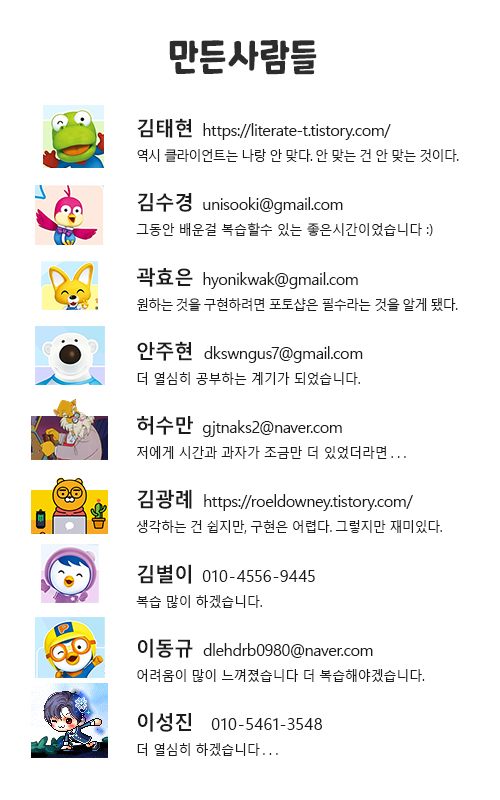 만든사람들
김태현 https://literate-t.tistory.com/
역시 클라이언트는 나랑 안 맞다. 안 맞는 건 안 맞는 것이다.
김수경 unisooki@gmail.com
그동안 배운걸 복습할수 있는 좋은시간이었습니다 :)
곽효은 hyonikwak@gmail.com
원하는 것을 구현하려면 포토샵은 필수라는 것을 알게 됐다.
안주현 dkswngus7@gmail.com
더 열심히 공부하는 계기가 되었습니다.
허수만 gjtnaks2@naver.com
저에게 시간과 과자가 조금만 더 있었더라면 . . .
김광례 https://roeldowney.tistory.com/
생각하는 건 쉽지만, 구현은 어렵다. 그렇지만 재미있다.
김별이 010-4556-9445
복습 많이 하겠습니다.
이동규 dlehdrb0980@naver.com
어려움이 많이 느껴졌습니다 더 복습해야겠습니다.
이성진 010-5461-3548
더 열심히 하겠습니다 . . .